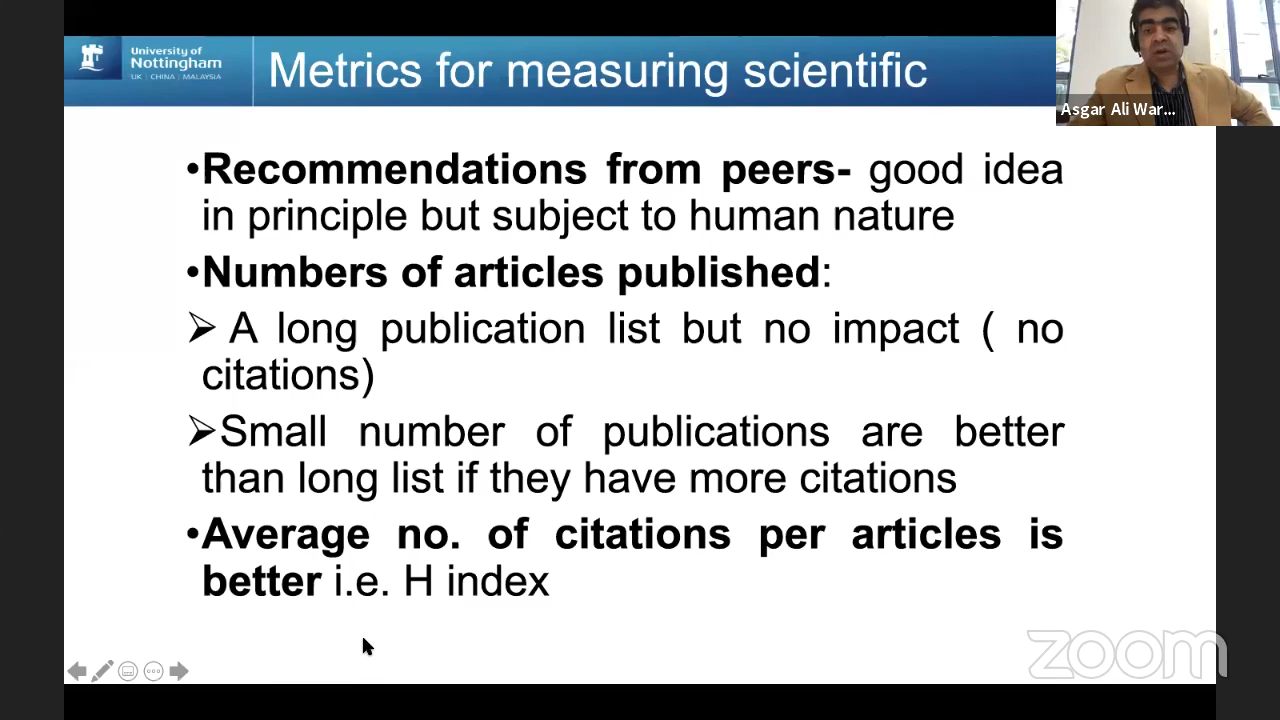 University of
Nottingham
UK | CHINA | MALAYSIA
Metrics for measuring scientific
Asgar Ali War...
•Recommendations from peers- good idea
in principle but subject to human nature
•Numbers of articles published:
➢ A long publication list but no impact ( no
citations)
➢Small number of publications are better
than long list if they have more citations
•Average no. of citations per articles is
better i.e. H index
zoom